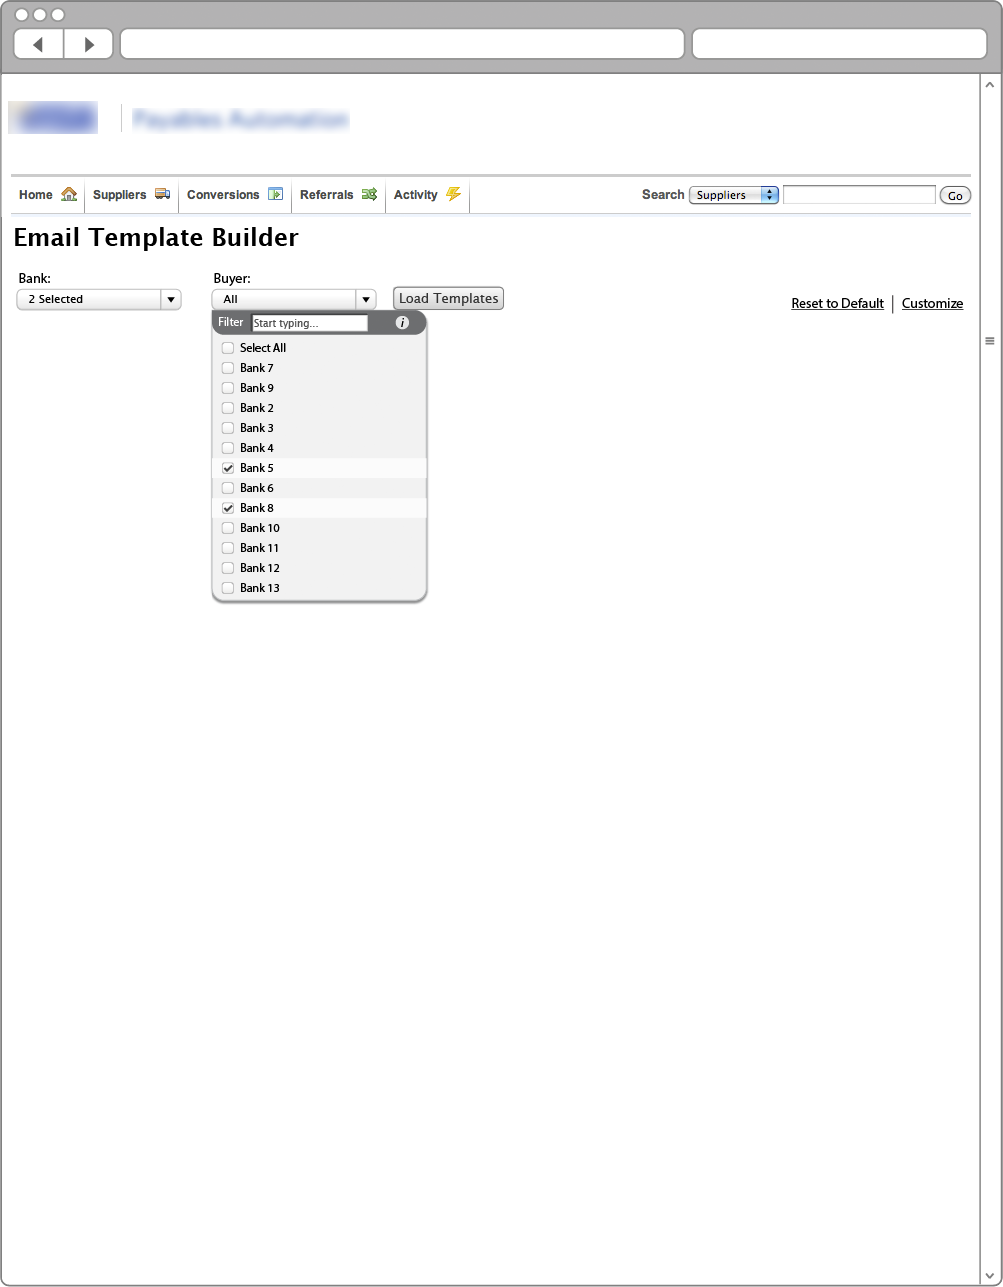 Payables Automation
Home Suppliers Conversions Referrals Activity Search Suppliers Go
Email Template Builder
Bank: Buyer:
2 Selected All Load Templates Reset to Default | Customize
Filter Start typing... i
Select All
Bank 7
Bank 9
Bank 2
Bank 3
Bank 4
Bank 5
Bank 6
Bank 8
Bank 10
Bank 11
Bank 12
Bank 13